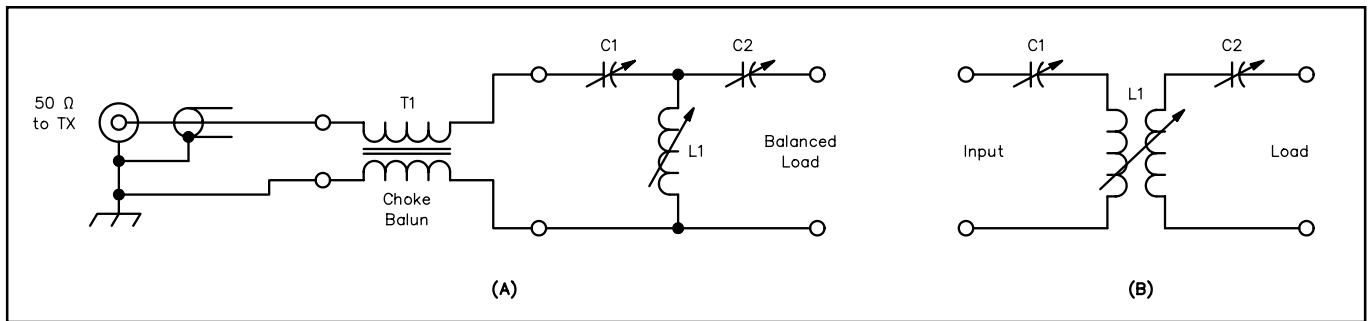 50 Ω
to TX
T1
Choke
Balun
C1
C2
L1
Balanced
Load
(A)
C1
C2
L1
Input
Load
(B)